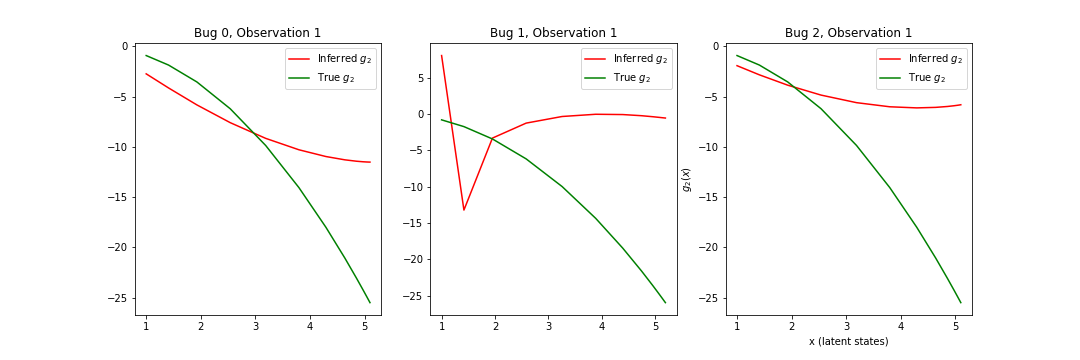 Bug 0, Observation 1
Inferred g₂
True g₂
0
−5
−10
−15
−20
−25
1 2 3 4 5
Bug 1, Observation 1
Inferred g₂
True g₂
5
0
−5
−10
−15
−20
−25
1 2 3 4 5
Bug 2, Observation 1
Inferred g₂
True g₂
g₂(x)
0
−5
−10
−15
−20
−25
1 2 3 4 5
x (latent states)